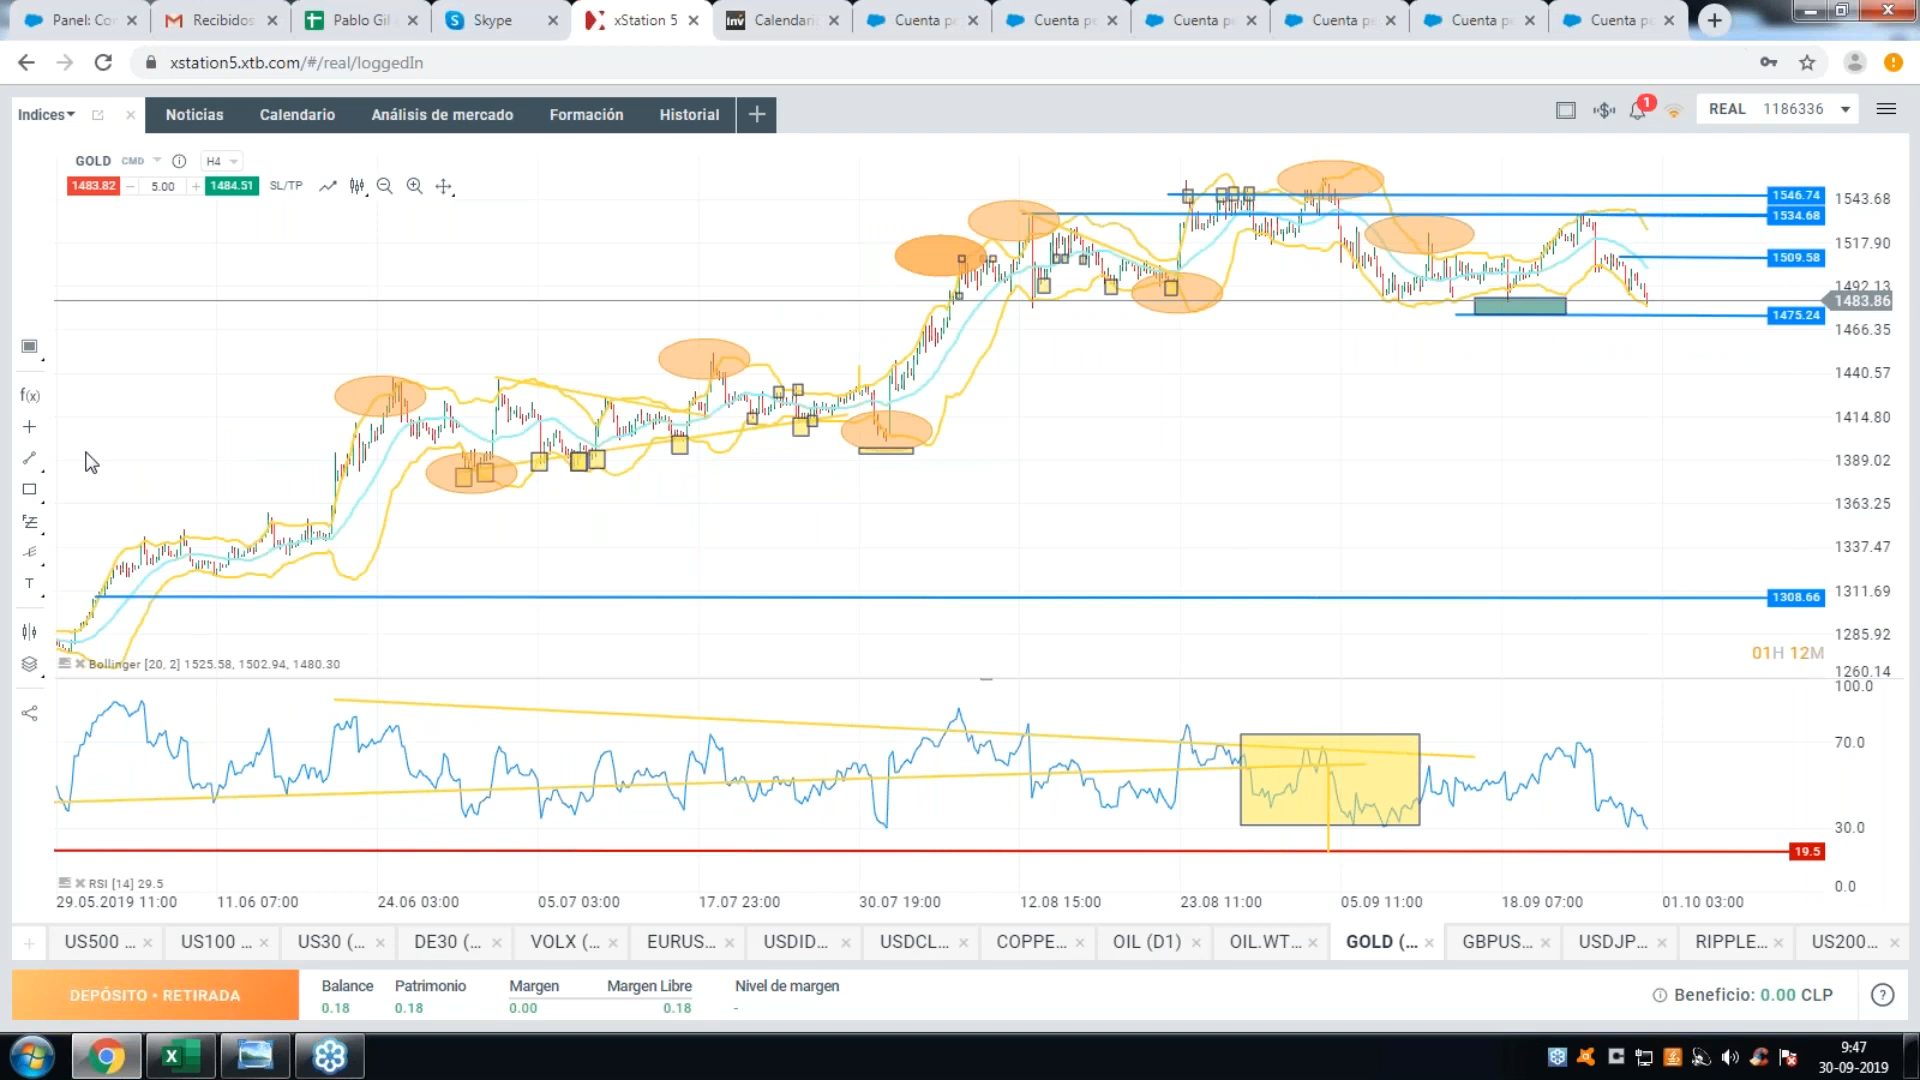 Panel: Cor
Recibidos
Pablo Gil
Skype
xStation 5
Calendari
Cuenta pe
Cuenta pe
Cuenta pe
Cuenta pe
Cuenta pe
Cuenta pe
xstation5.xtb.com/#/real/loggedIn
Indices
Noticias
Calendario
Análisis de mercado
Formación
Historial
1
REAL 1186336
GOLD CMD H4
1483.82 – 5.00 + 1484.51 SL/TP
1546.74
1543.68
1534.68
1517.90
1509.58
1492.13
1483.86
1475.24
1466.35
1440.57
1414.80
1389.02
1363.25
1337.47
1311.69
1308.66
1285.92
01H 12M
1260.14
f(x)
T
Bollinger [20, 2] 1525.58, 1502.94, 1480.30
100.0
70.0
30.0
19.5
0.0
RSI [14] 29.5
29.05.2019 11:00
11.06 07:00
24.06 03:00
05.07 03:00
17.07 23:00
30.07 19:00
12.08 15:00
23.08 11:00
05.09 11:00
18.09 07:00
01.10 03:00
US500 ...
US100 ...
US30 (...
DE30 (...
VOLX (...
EURUS...
USDID...
USDCL...
COPPE...
OIL (D1)
OIL.WT...
GOLD (...
GBPUS...
USDJP...
RIPPLE...
US200...
DEPÓSITO • RETIRADA
Balance
0.18
Patrimonio
0.18
Margen
0.00
Margen Libre
0.18
Nivel de margen
-
Beneficio: 0.00 CLP
9:47
30-09-2019